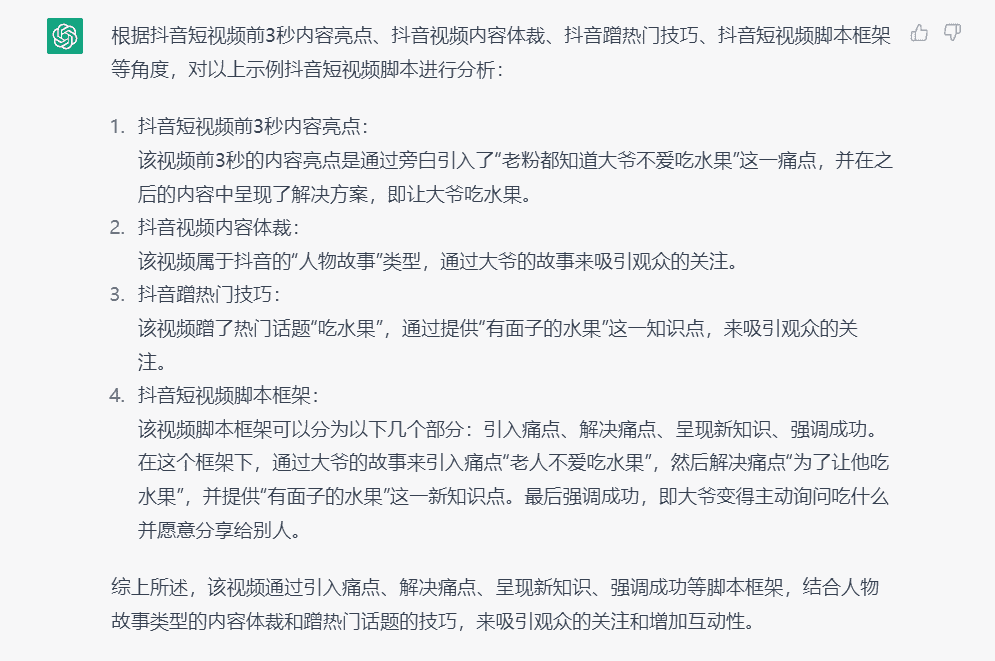 根据抖音短视频前3秒内容亮点、抖音视频内容体裁、抖音蹭热门技巧、抖音短视频脚本框架
等角度，对以上示例抖音短视频脚本进行分析：
1. 抖音短视频前3秒内容亮点：
该视频前3秒的内容亮点是通过旁白引入了“老粉都知道大爷不爱吃水果”这一痛点，并在之
后的内容中呈现了解决方案，即让大爷吃水果。
2. 抖音视频内容体裁：
该视频属于抖音的“人物故事”类型，通过大爷的故事来吸引观众的关注。
3. 抖音蹭热门技巧：
该视频蹭了热门话题“吃水果”，通过提供“有面子的水果”这一知识点，来吸引观众的关
注。
4. 抖音短视频脚本框架：
该视频脚本框架可以分为以下几个部分：引入痛点、解决痛点、呈现新知识、强调成功。
在这个框架下，通过大爷的故事来引入痛点“老人不爱吃水果”，然后解决痛点“为了让他吃
水果”，并提供“有面子的水果”这一新知识点。最后强调成功，即大爷变得主动询问吃什么
并愿意分享给别人。
综上所述，该视频通过引入痛点、解决痛点、呈现新知识、强调成功等脚本框架，结合人物
故事类型的内容体裁和蹭热门话题的技巧，来吸引观众的关注和增加互动性。